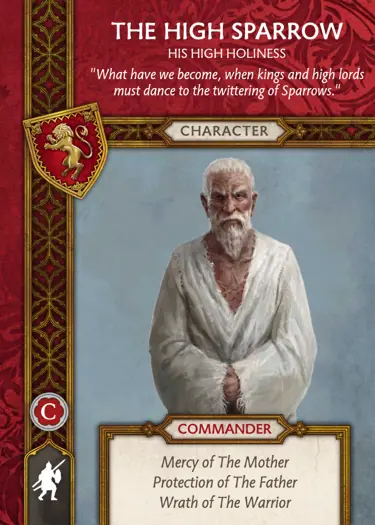 THE HIGH SPARROW
HIS HIGH HOLINESS
"What have we become, when kings and high lords
must dance to the twittering of Sparrows."
CHARACTER
C
COMMANDER
Mercy of The Mother
Protection of The Father
Wrath of The Warrior